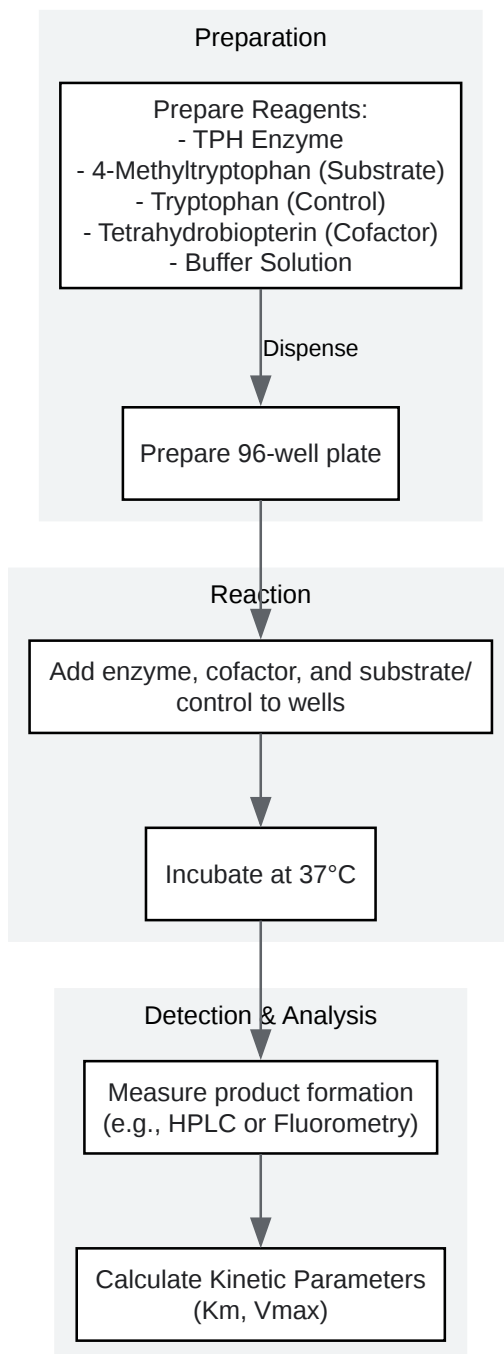 Preparation
Prepare Reagents:
- TPH Enzyme
- 4-Methyltryptophan (Substrate)
- Tryptophan (Control)
- Tetrahydrobiopterin (Cofactor)
- Buffer Solution
Dispense
Prepare 96-well plate
Reaction
Add enzyme, cofactor, and substrate/
control to wells
Incubate at 37°C
Detection & Analysis
Measure product formation
(e.g., HPLC or Fluorometry)
Calculate Kinetic Parameters
(Km, Vmax)